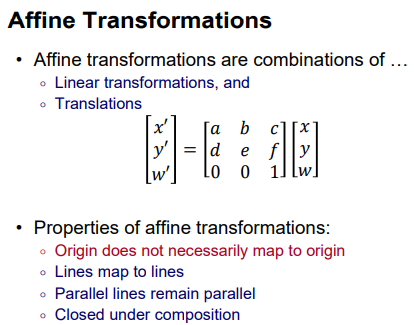 Affine Transformations
• Affine transformations are combinations of …
∘ Linear transformations, and
∘ Translations
[x′] [a b c] [x]
[y′] = [d e f] [y]
[w′] [0 0 1] [w]
• Properties of affine transformations:
∘ Origin does not necessarily map to origin
∘ Lines map to lines
∘ Parallel lines remain parallel
∘ Closed under composition